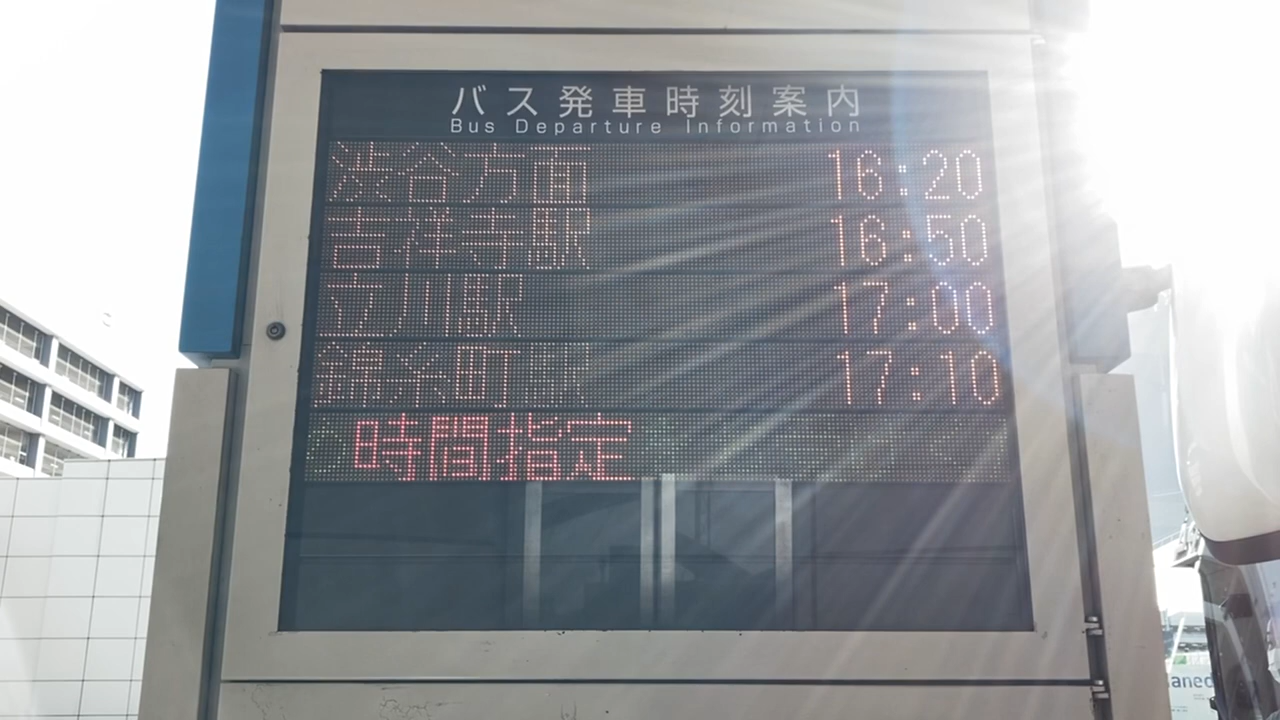 バス発車時刻案内
Bus Departure Information
渋谷方面 16:20
吉祥寺駅 16:50
立川駅 17:00
錦糸町駅 17:10
時間指定